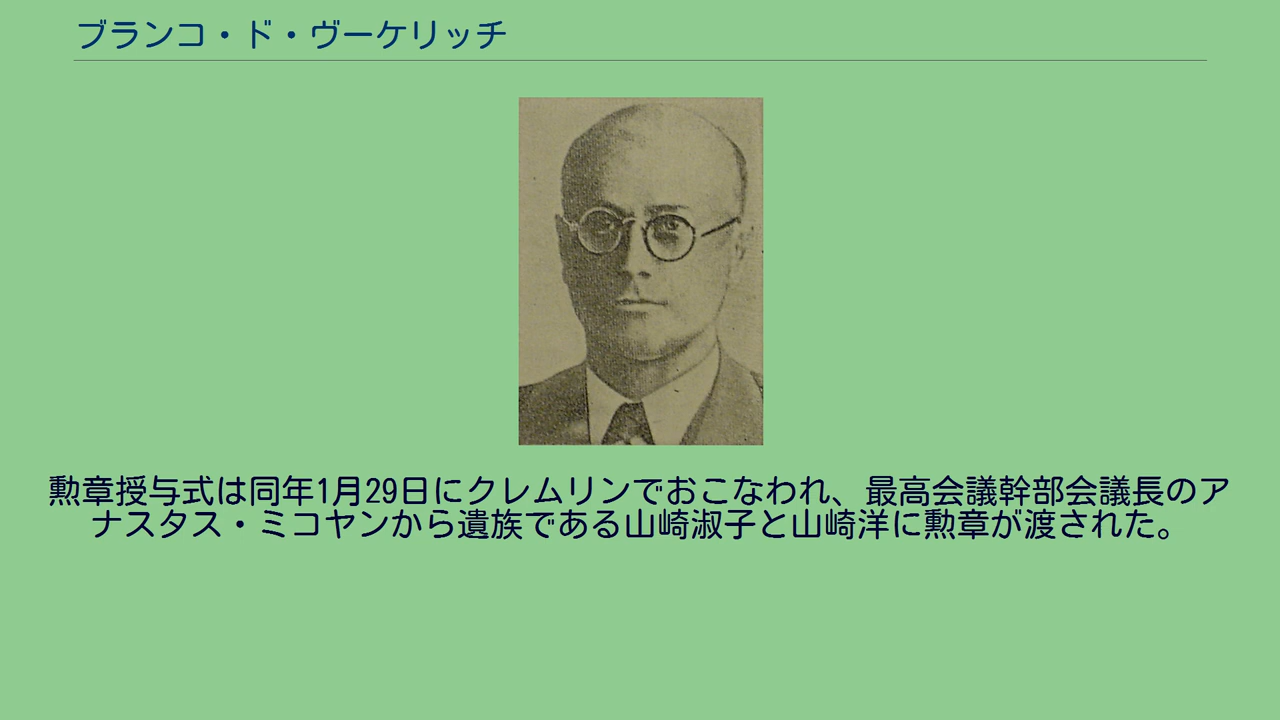 ブランコ・ド・ヴーケリッチ
勲章授与式は同年1月29日にクレムリンでおこなわれ、最高会議幹部会議長のア
ナスタス・ミコヤンから遺族である山崎淑子と山崎洋に勲章が渡された。